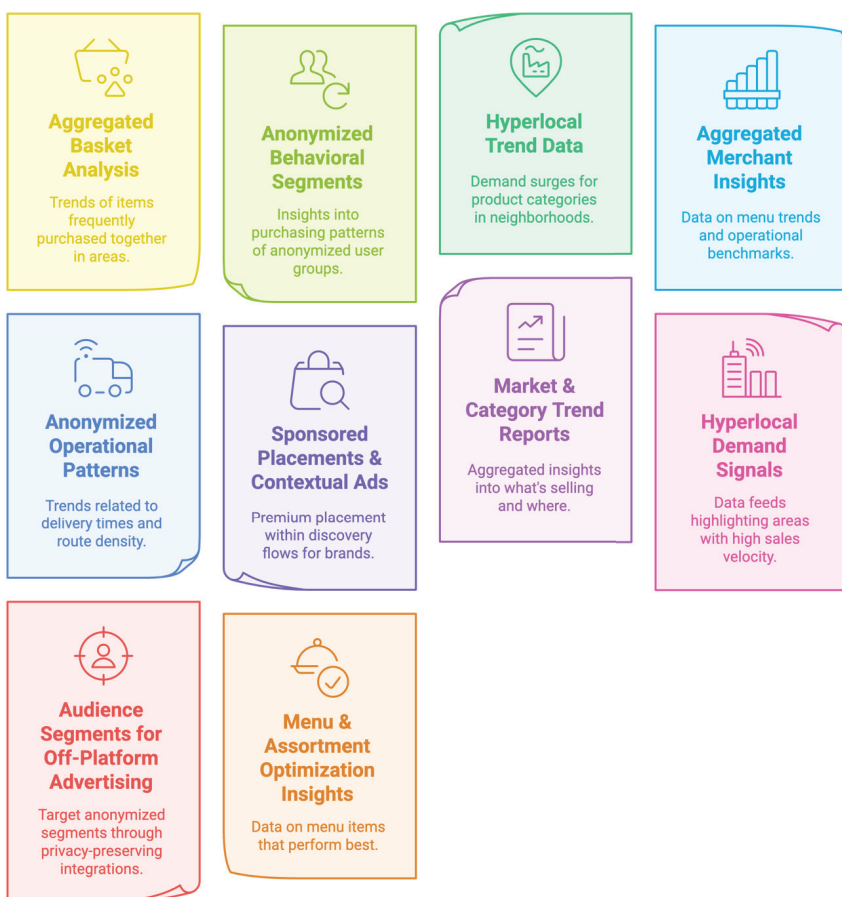 Aggregated
Basket
Analysis
Trends of items
frequently
purchased together
in areas.
Anonymized
Behavioral
Segments
Insights into
purchasing patterns
of anonymized user
groups.
Hyperlocal
Trend Data
Demand surges for
product categories
in neighborhoods.
Aggregated
Merchant
Insights
Data on menu trends
and operational
benchmarks.
Anonymized
Operational
Patterns
Trends related to
delivery times and
route density.
Sponsored
Placements &
Contextual Ads
Premium placement
within discovery
flows for brands.
Market &
Category Trend
Reports
Aggregated insights
into what's selling
and where.
Hyperlocal
Demand
Signals
Data feeds
highlighting areas
with high sales
velocity.
Audience
Segments for
Off-Platform
Advertising
Target anonymized
segments through
privacy-preserving
integrations.
Menu &
Assortment
Optimization
Insights
Data on menu items
that perform best.